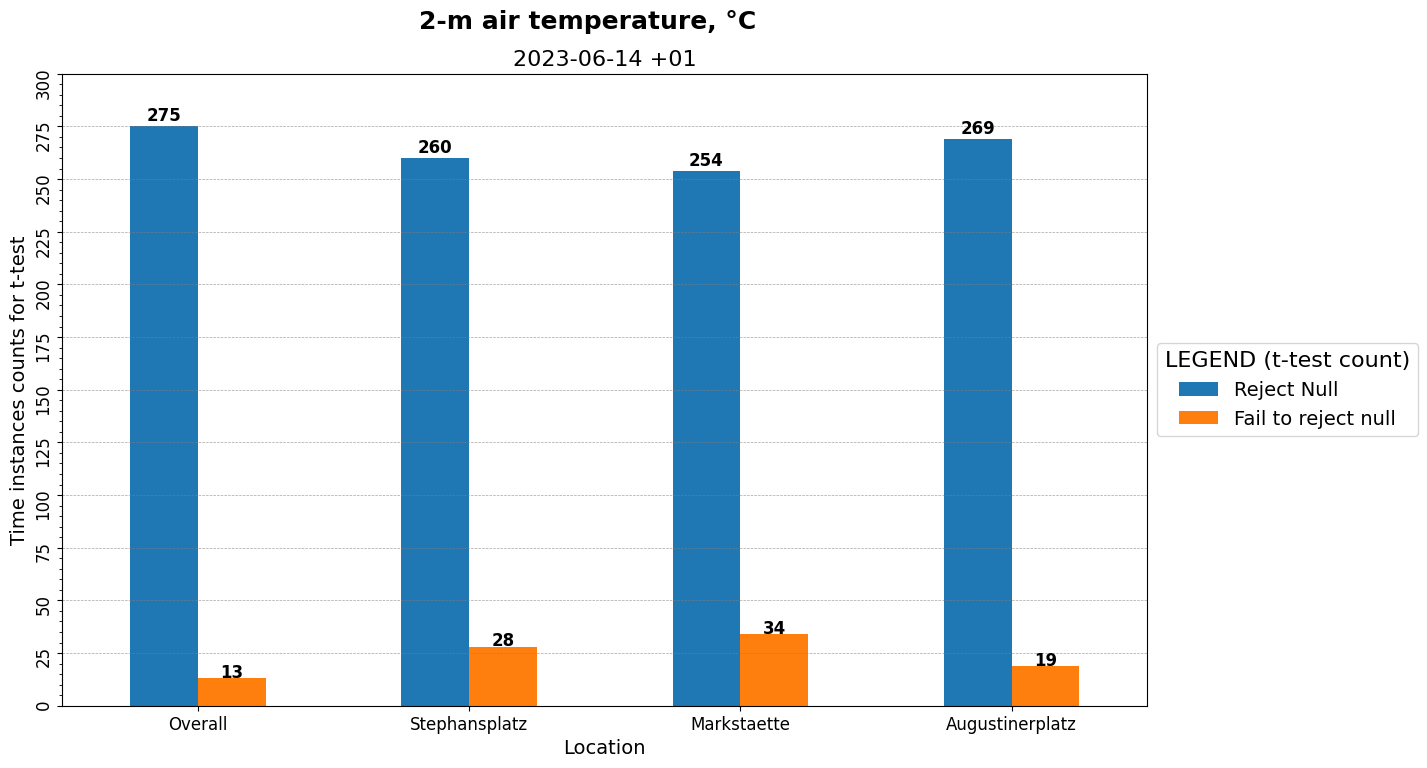 2-m air temperature, °C
2023-06-14 +01
Time instances counts for t-test
300
275
250
225
200
175
150
125
100
75
50
25
0
275
13
260
28
254
34
269
19
Overall
Stephansplatz
Markstaette
Augustinerplatz
Location
LEGEND (t-test count)
Reject Null
Fail to reject null